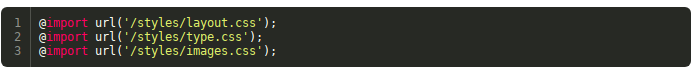 1 @import url('/styles/layout.css');
2 @import url('/styles/type.css');
3 @import url('/styles/images.css');